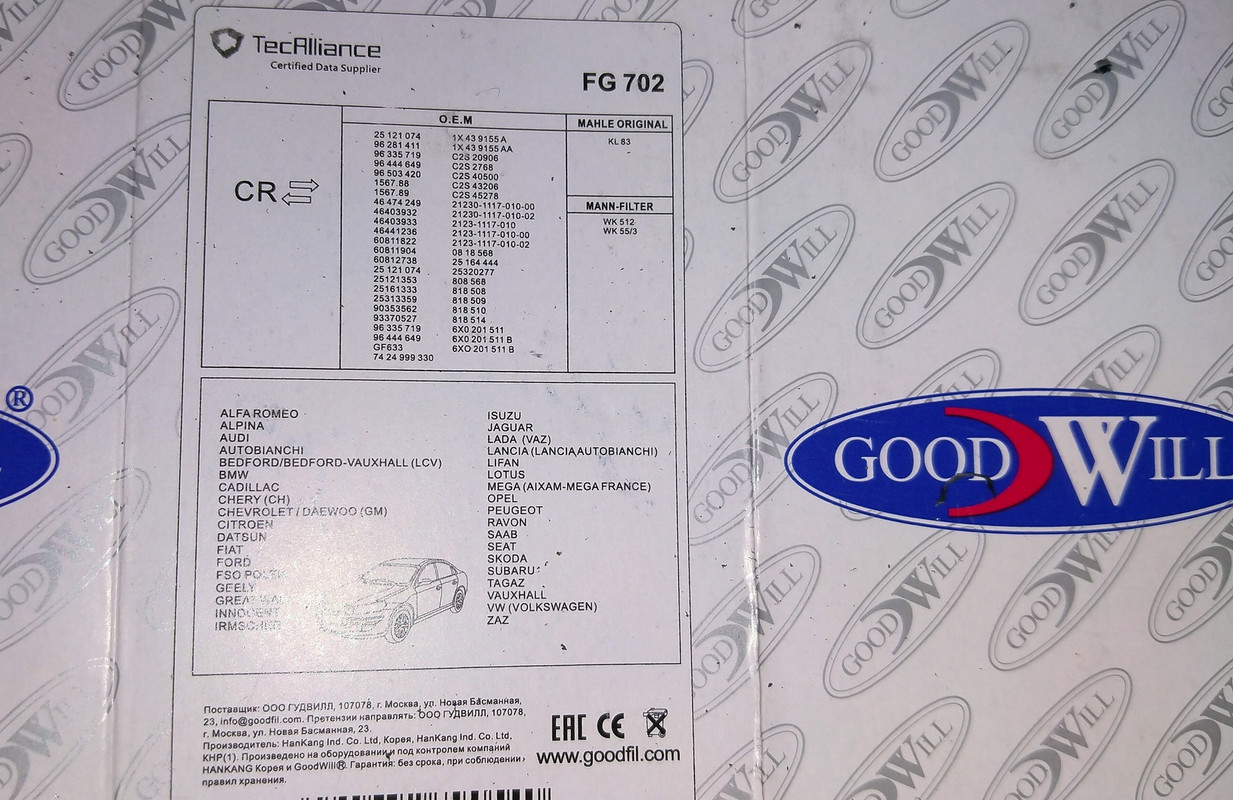 TecAlliance
Certified Data Supplier
FG 702
CR
O.E.M
25 121 074
96 281 411
96 335 719
96 444 649
96 503 420
1567.88
1567.89
46 474 249
46403932
46403933
46441236
60811822
60811904
60812738
25 121 074
25121353
25161333
25313359
90353562
93370527
96 335 719
96 444 649
GF633
74 24 999 330
1X 43 9155 A
1X 43 9155 AA
C2S 20906
C2S 2768
C2S 40500
C2S 43206
C2S 45278
21230-1117-010-00
21230-1117-010-02
2123-1117-010
2123-1117-010-00
2123-1117-010-02
08 18 568
25 164 444
25320277
808 568
818 508
818 509
818 510
818 514
6X0 201 511
6X0 201 511 B
6XO 201 511 B
MAHLE ORIGINAL
KL 83
MANN-FILTER
WK 512
WK 55/3
ALFA ROMEO
ALPINA
AUDI
AUTOBIANCHI
BEDFORD/BEDFORD-VAUXHALL (LCV)
BMW
CADILLAC
CHERY (CH)
CHEVROLET / DAEWOO (GM)
CITROEN
DATSUN
FIAT
FORD
FSO
GEELY
GREAT
INNOCENTI
IRMSCHER
ISUZU
JAGUAR
LADA (VAZ)
LANCIA (LANCIA,AUTOBIANCHI)
LIFAN
LOTUS
MEGA (AIXAM-MEGA FRANCE)
OPEL
PEUGEOT
RAVON
SAAB
SEAT
SKODA
SUBARU
TAGAZ
VAUXHALL
VW (VOLKSWAGEN)
ZAZ
Поставщик: ООО ГУДВИЛЛ, 107078, г. Москва, ул. Новая Басманная,
23, info@goodfil.com. Претензии направлять: ООО ГУДВИЛЛ, 107078,
г. Москва, ул. Новая Басманная, 23.
Производитель: HanKang Ind. Co. Ltd, Корея, HanKang Ind. Co. Ltd,
КНР(1). Произведено на оборудовании под контролем компаний
HANKANG Корея и GoodWill®. Гарантия: без срока, при соблюдении
правил хранения.
EAC CE
www.goodfil.com
GOODWILL
®